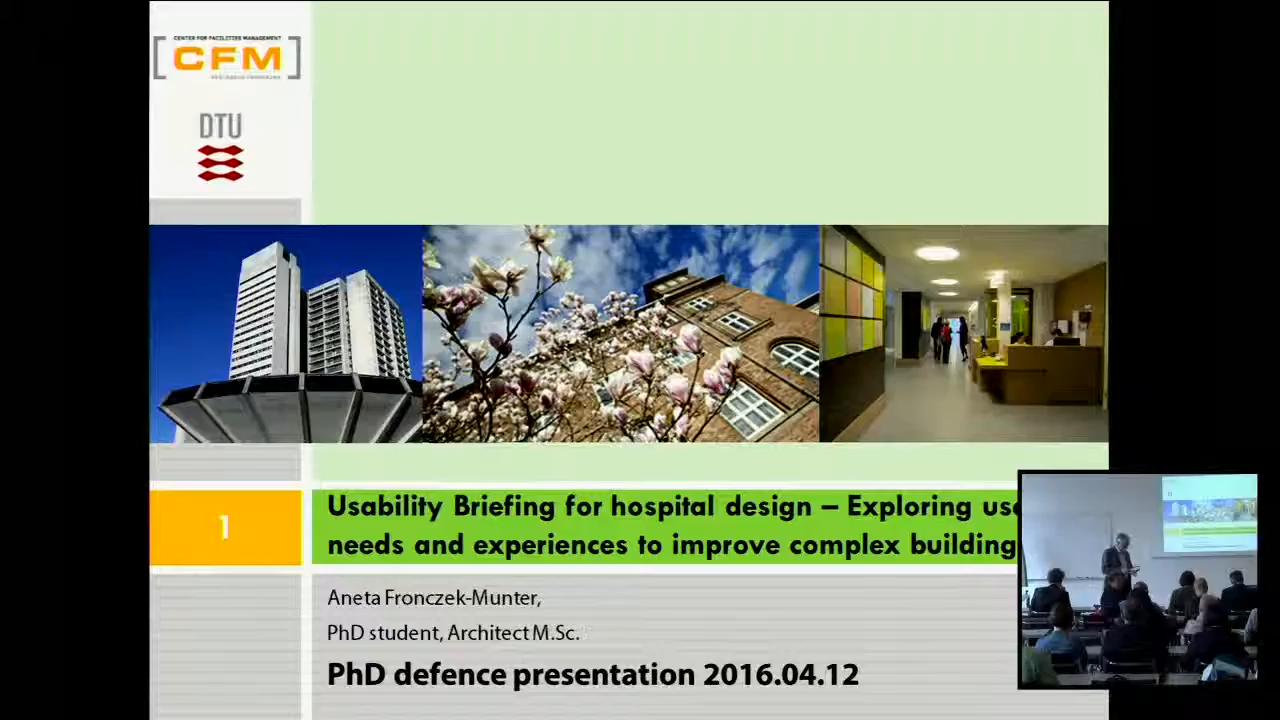 CENTER FOR FACILITIES MANAGEMENT
CFM
DTU
1
Usability Briefing for hospital design – Exploring
needs and experiences to improve complex building
Aneta Fronczek-Munter,
PhD student, Architect M.Sc.
PhD defence presentation 2016.04.12